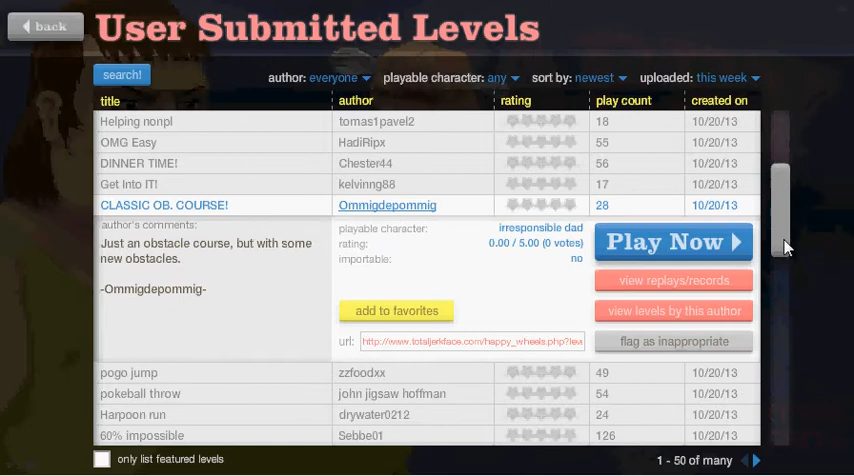 back
User Submitted Levels
search!
author: everyone playable character: any sort by: newest uploaded: this week
title author rating play count created on
Helping nonpl tomas1pavel2 18 10/20/13
OMG Easy HadiRipx 55 10/20/13
DINNER TIME! Chester44 56 10/20/13
Get Into IT! kelvinng88 17 10/20/13
CLASSIC OB. COURSE! Ommigdepommig 28 10/20/13
author's comments:
Just an obstacle course, but with some
new obstacles.
-Ommigdepommig-
playable character: irresponsible dad
rating: 0.00 / 5.00 (0 votes)
importable: no
add to favorites
url: http://www.totaljerkface.com/happy_wheels.php?lev
Play Now
view replays/records
view levels by this author
flag as inappropriate
pogo jump zzfoodxx 49 10/20/13
pokeball throw john jigsaw hoffman 54 10/20/13
Harpoon run drywater0212 24 10/20/13
60% impossible Sebbe01 126 10/20/13
only list featured levels
1 - 50 of many